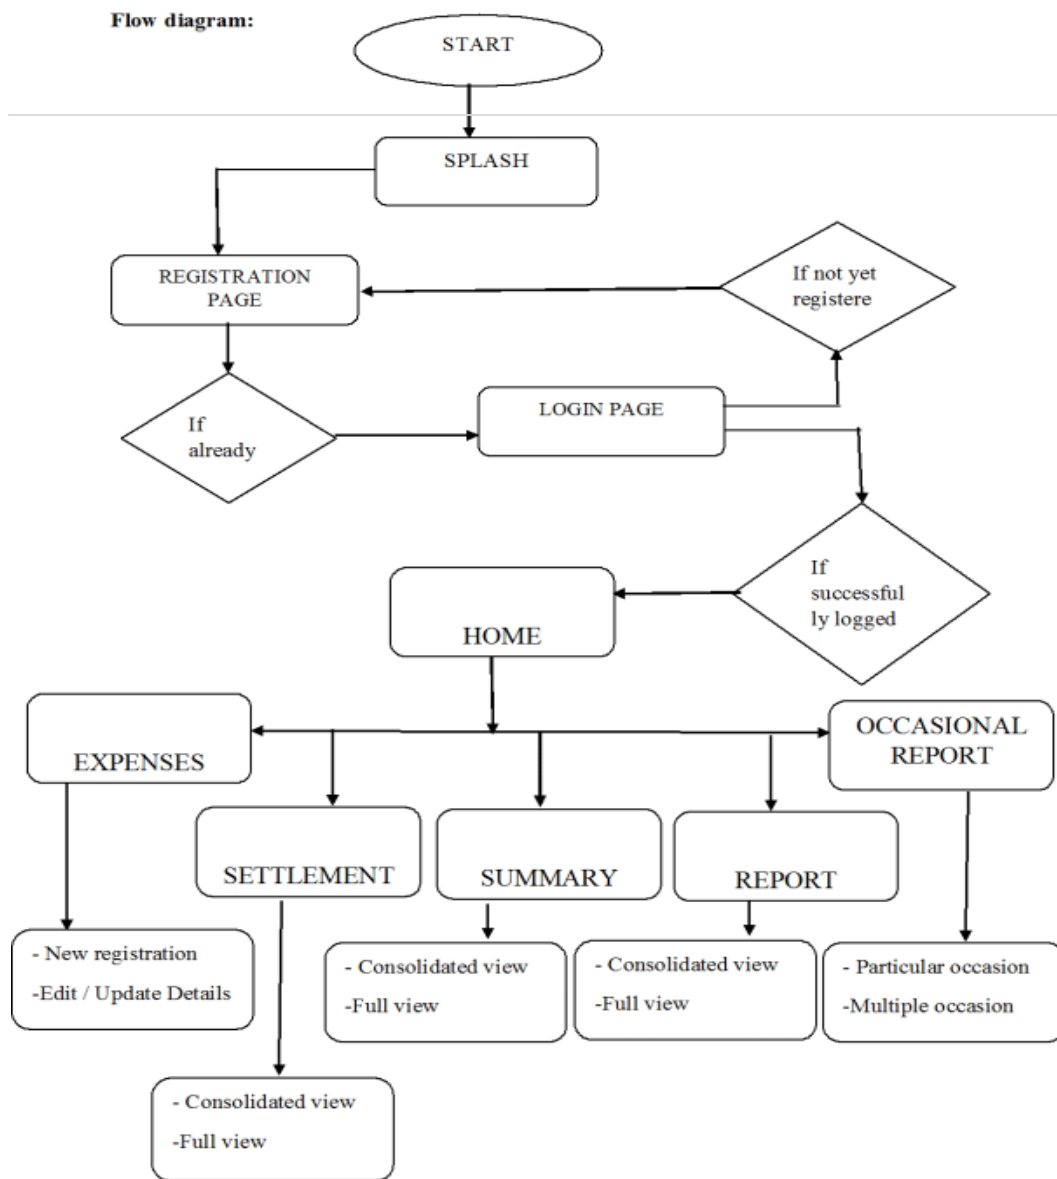 Flow diagram:
START
SPLASH
REGISTRATION
PAGE
If not yet
registere
If
already
LOGIN PAGE
If
successful
ly logged
HOME
EXPENSES
OCCASIONAL
REPORT
SETTLEMENT
SUMMARY
REPORT
- New registration
-Edit / Update Details
- Consolidated view
-Full view
- Consolidated view
-Full view
- Particular occasion
-Multiple occasion
- Consolidated view
-Full view